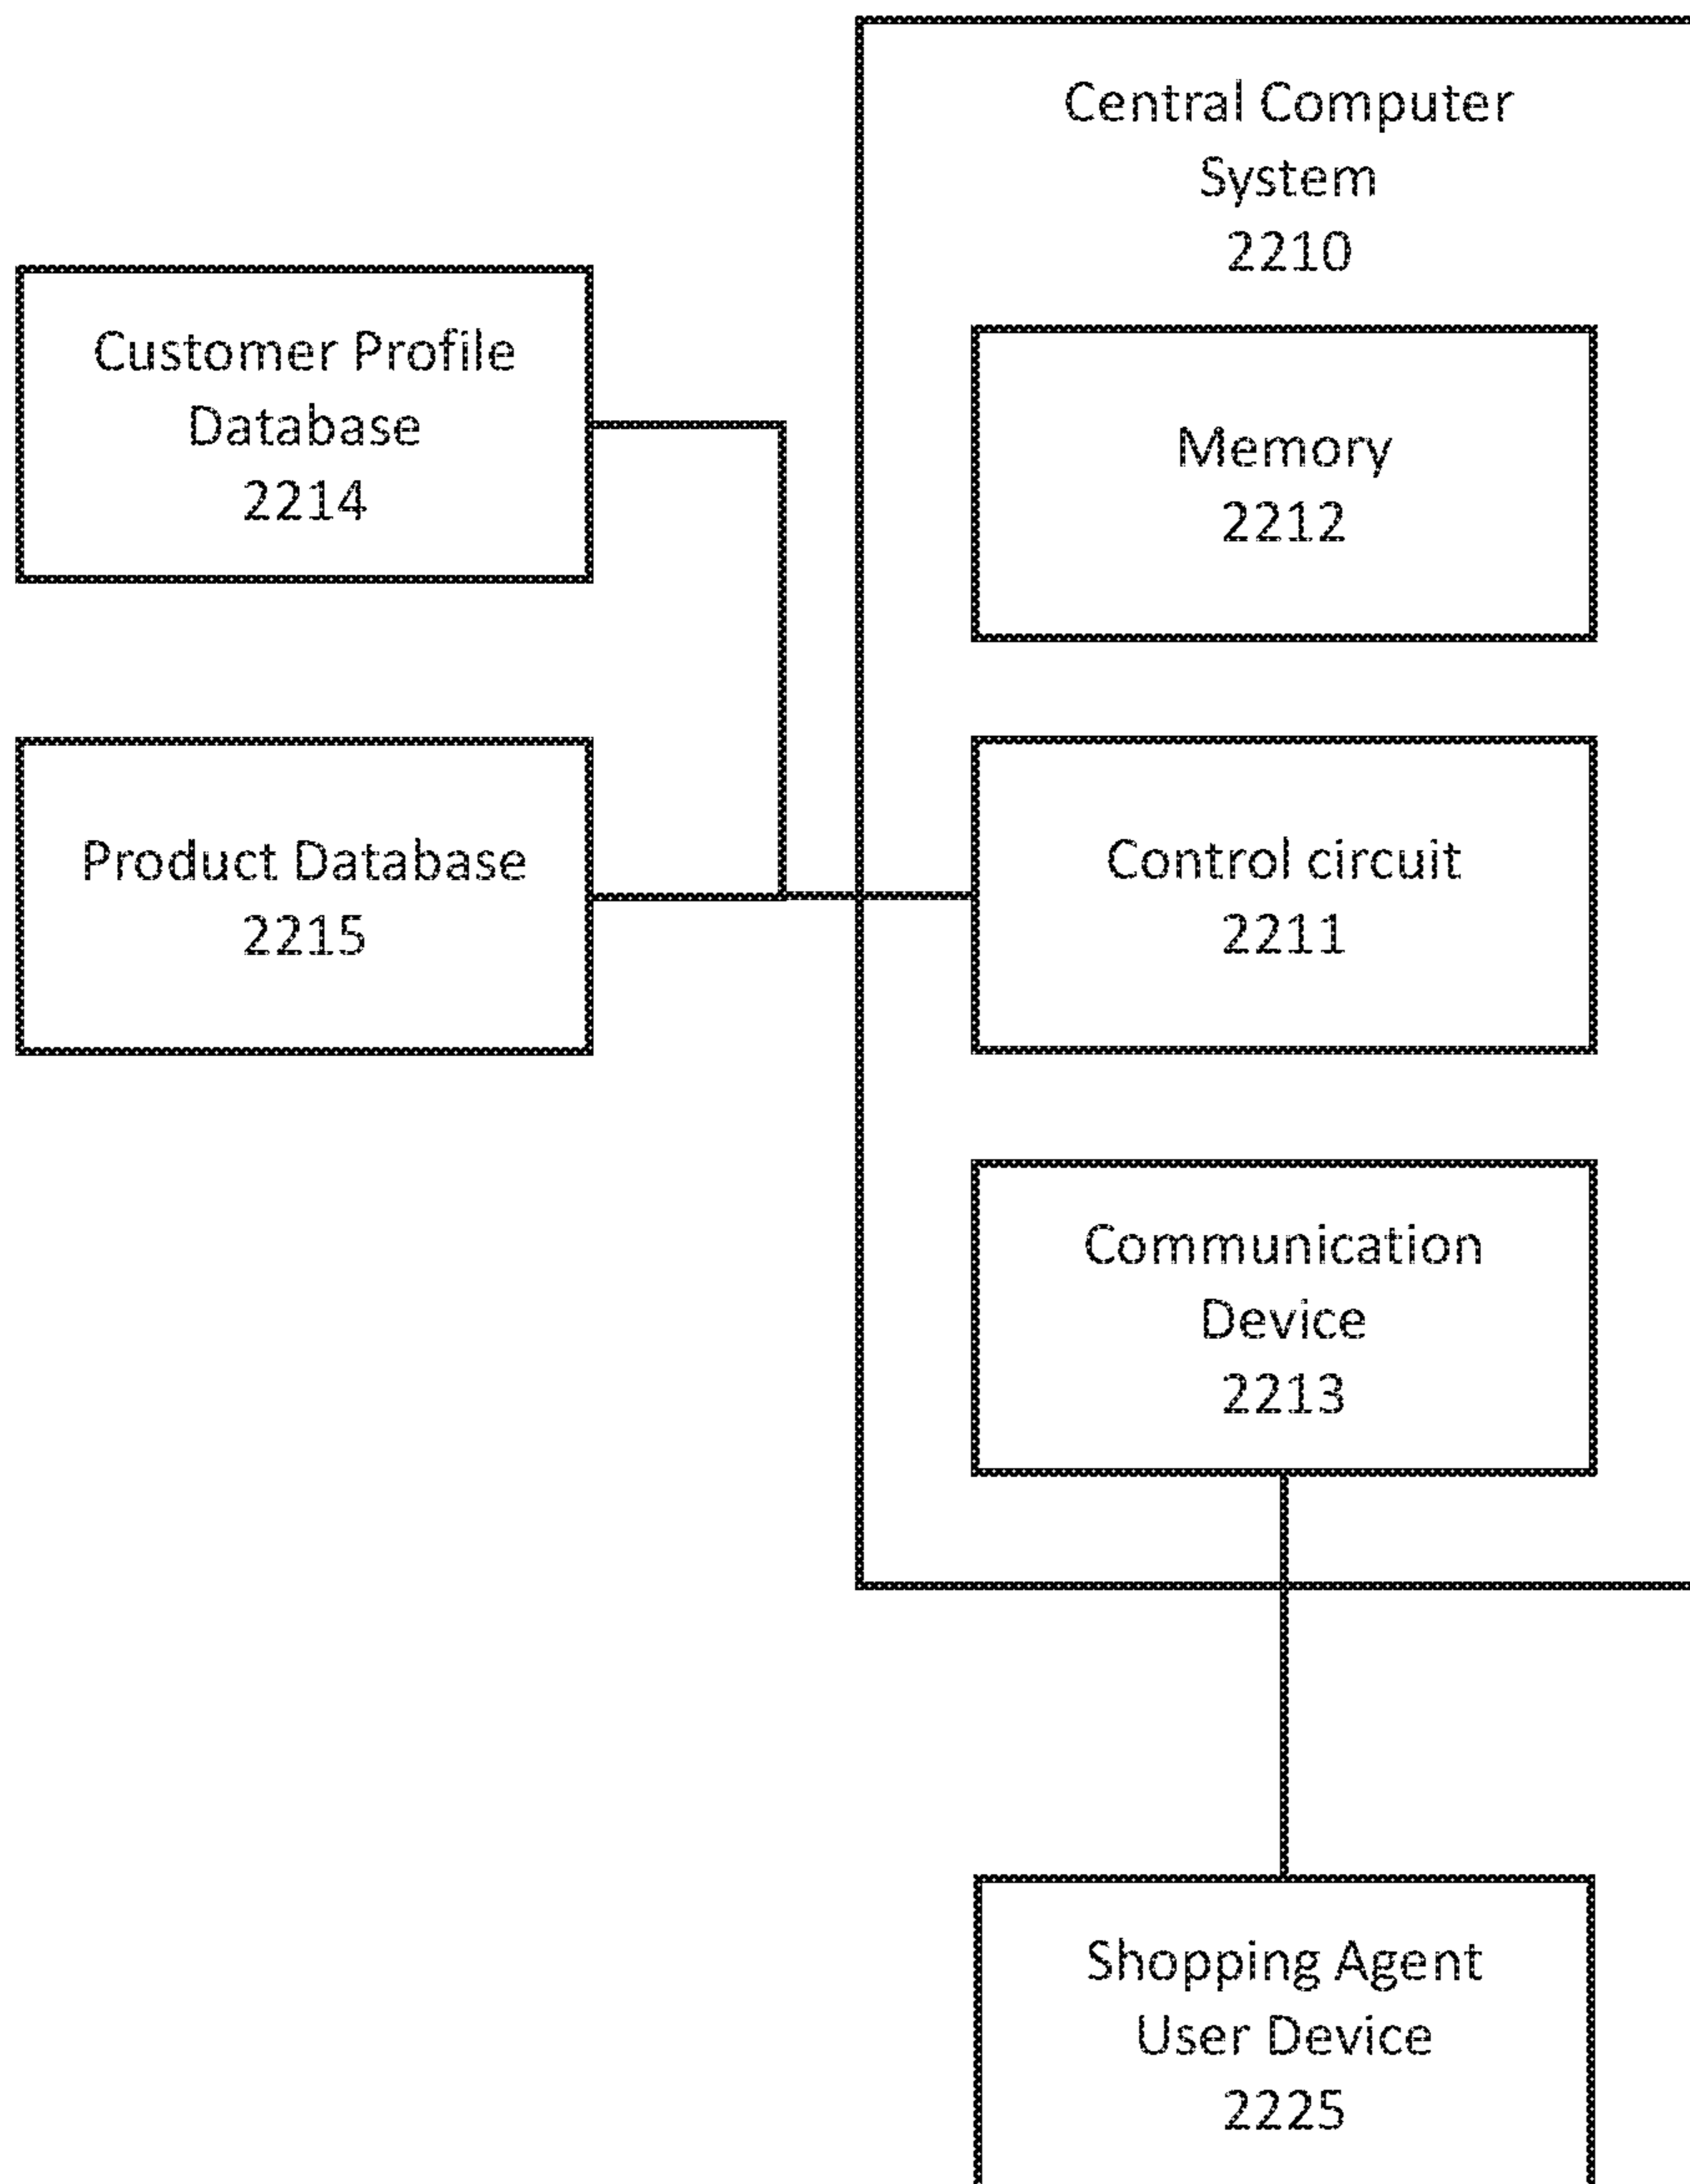 Central Computer
System
2210
Customer Profile
Database
2214
Memory
2212
Product Database
2215
Control circuit
2211
Communication
Device
2213
Shopping Agent
User Device
2225